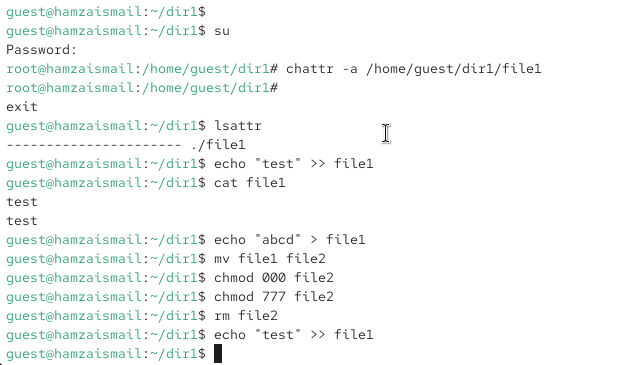 guest@hamzaismail:~/dir1$
guest@hamzaismail:~/dir1$ su
Password:
root@hamzaismail:/home/guest/dir1# chattr -a /home/guest/dir1/file1
root@hamzaismail:/home/guest/dir1#
exit
guest@hamzaismail:~/dir1$ lsattr
---------------------- ./file1
guest@hamzaismail:~/dir1$ echo "test" >> file1
guest@hamzaismail:~/dir1$ cat file1
test
test
guest@hamzaismail:~/dir1$ echo "abcd" > file1
guest@hamzaismail:~/dir1$ mv file1 file2
guest@hamzaismail:~/dir1$ chmod 000 file2
guest@hamzaismail:~/dir1$ chmod 777 file2
guest@hamzaismail:~/dir1$ rm file2
guest@hamzaismail:~/dir1$ echo "test" >> file1
guest@hamzaismail:~/dir1$